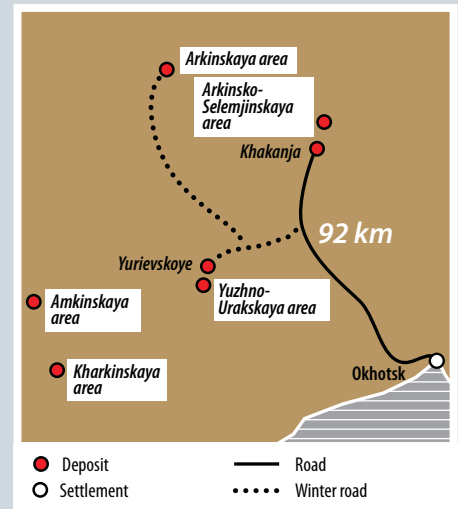 Arkinskaya area
Arkinsko-
Selemjinskaya
area
Khakanja
92 km
Yurievskoye
Yuzhno-
Urakskaya area
Amkinskaya
area
Kharkinskaya
area
Okhotsk
Deposit
Road
Settlement
Winter road